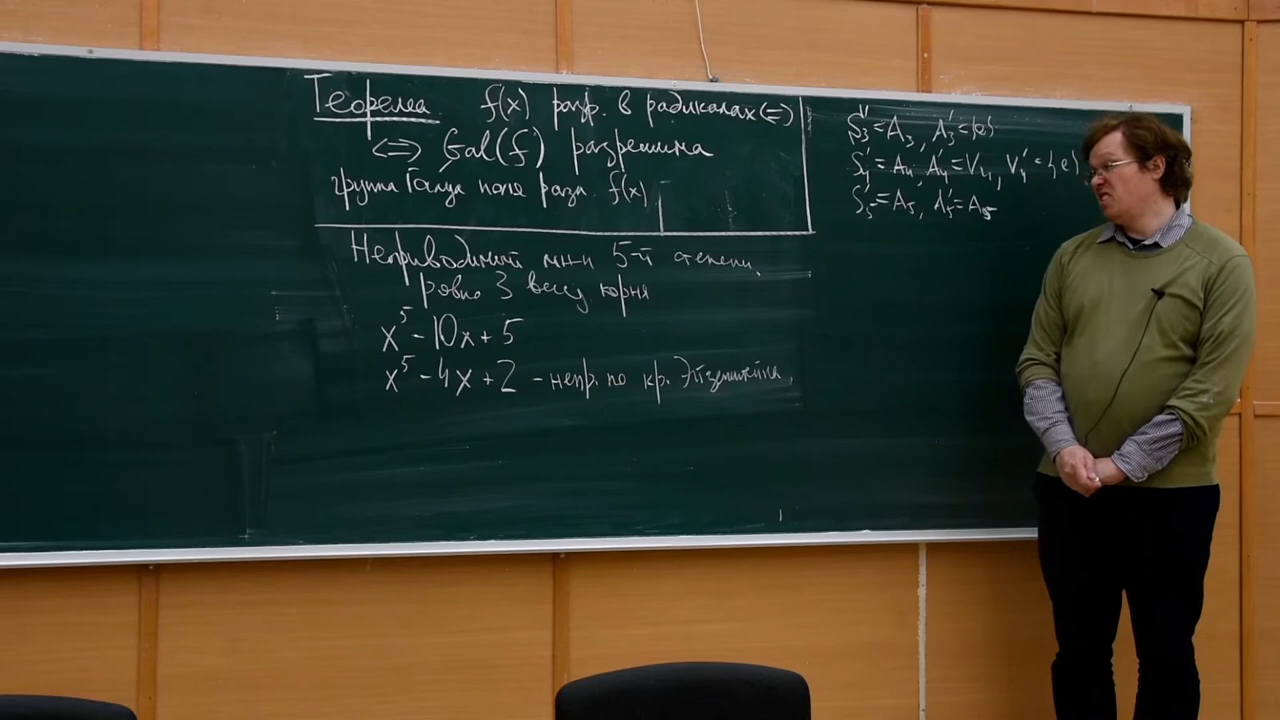 Теорема f(x) разр. в радикалах (=)
<=> Gal(f) разрешима
группа Галуа поля разл. f(x)
Неприводимый мн-н 5-й степени,
ровно 3 вещ корня
x⁵ - 10x + 5
x⁵ - 4x + 2 - непр. по кр. Эйзенштейна,
S₃' = A₃, A₃' = {e}
S₄' = A₄, A₄' = V₄, V₄' = {e}
S₅' = A₅, A₅' = A₅